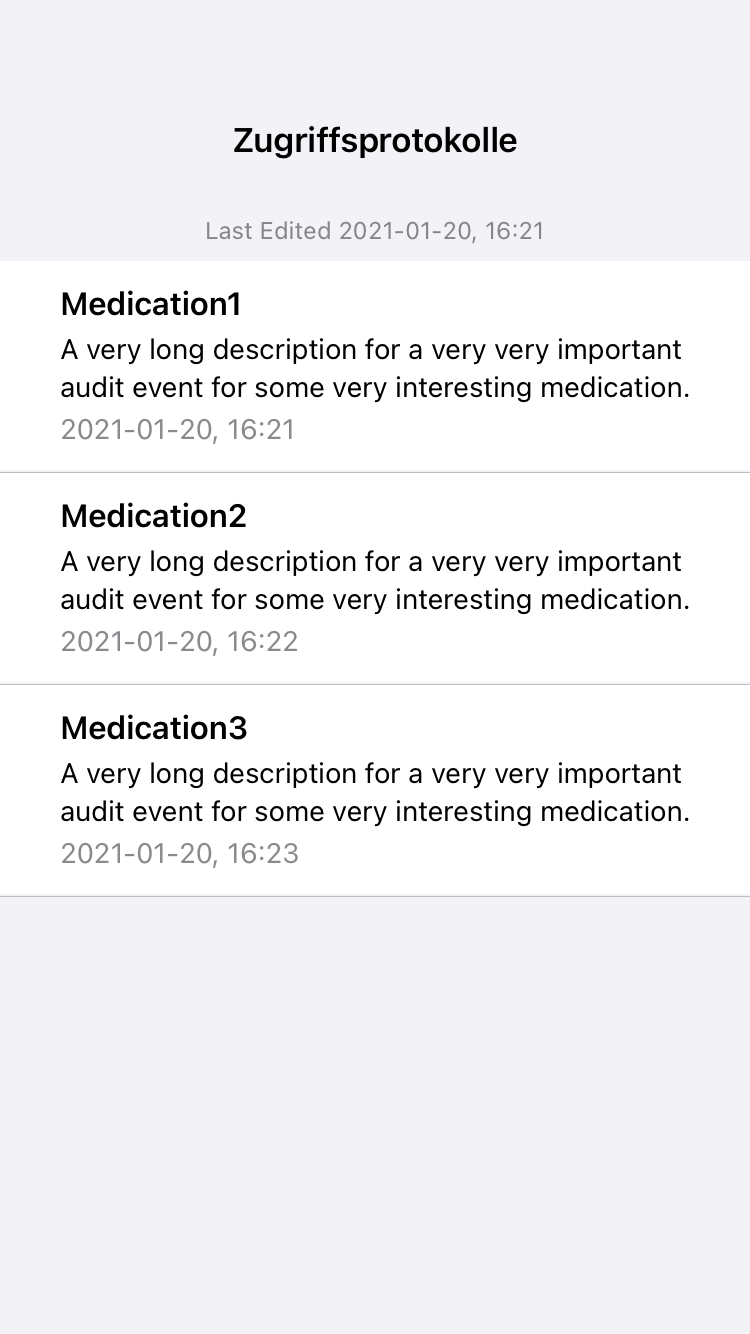 Zugriffsprotokolle
Last Edited 2021-01-20, 16:21
Medication1
A very long description for a very very important
audit event for some very interesting medication.
2021-01-20, 16:21
Medication2
A very long description for a very very important
audit event for some very interesting medication.
2021-01-20, 16:22
Medication3
A very long description for a very very important
audit event for some very interesting medication.
2021-01-20, 16:23